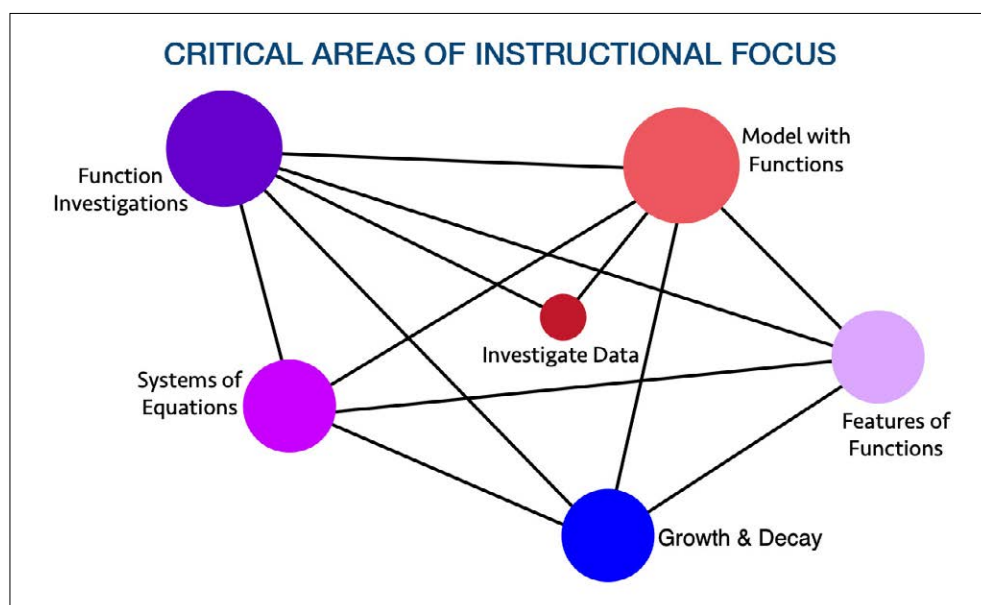 CRITICAL AREAS OF INSTRUCTIONAL FOCUS
Function
Investigations
Model with
Functions
Investigate Data
Systems of
Equations
Features of
Functions
Growth & Decay